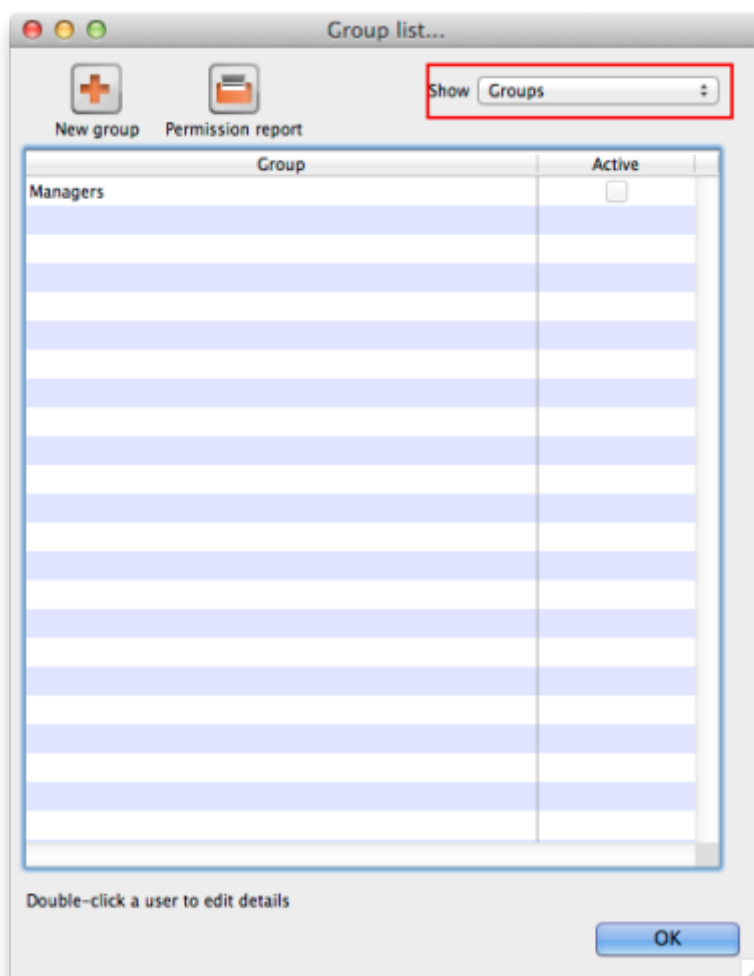 Group list...
Show Groups
New group Permission report
Group Active
Managers
Double-click a user to edit details
OK